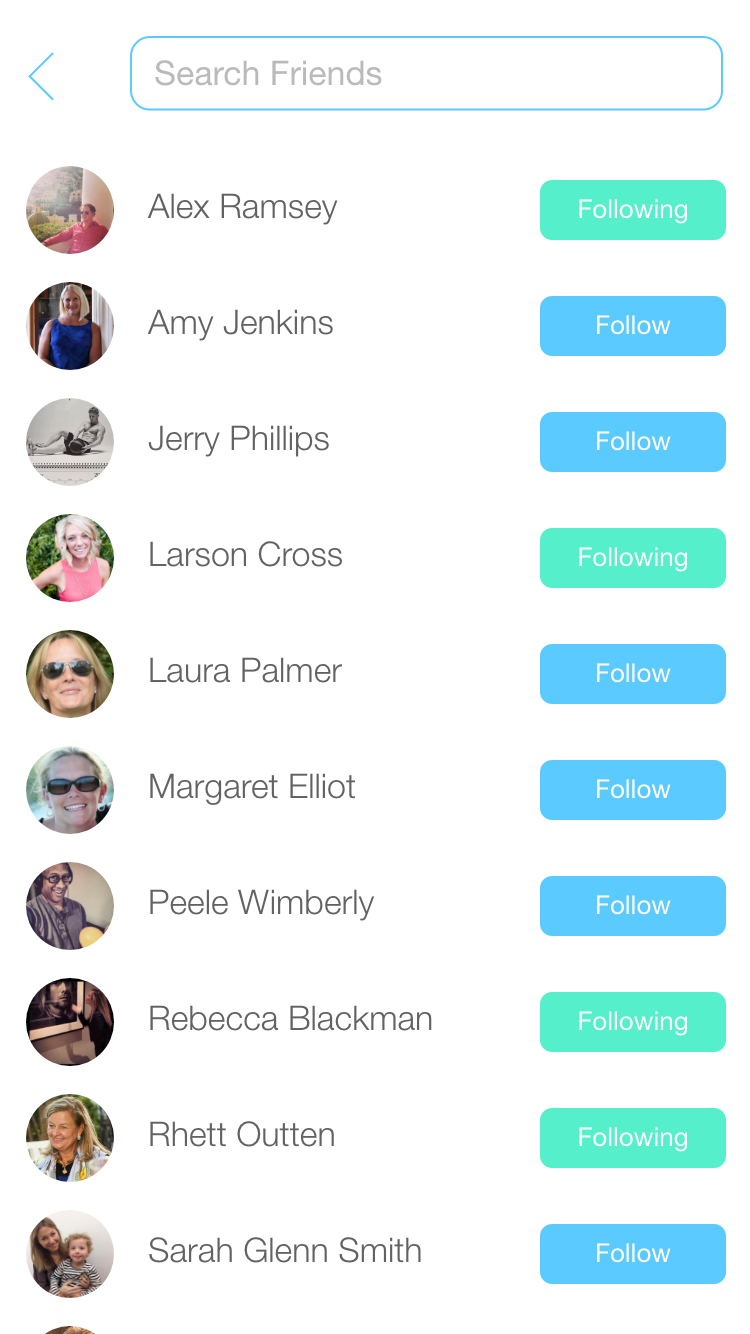 Search Friends
Alex Ramsey
Following
Amy Jenkins
Follow
Jerry Phillips
Follow
Larson Cross
Following
Laura Palmer
Follow
Margaret Elliot
Follow
Peele Wimberly
Follow
Rebecca Blackman
Following
Rhett Outten
Following
Sarah Glenn Smith
Follow